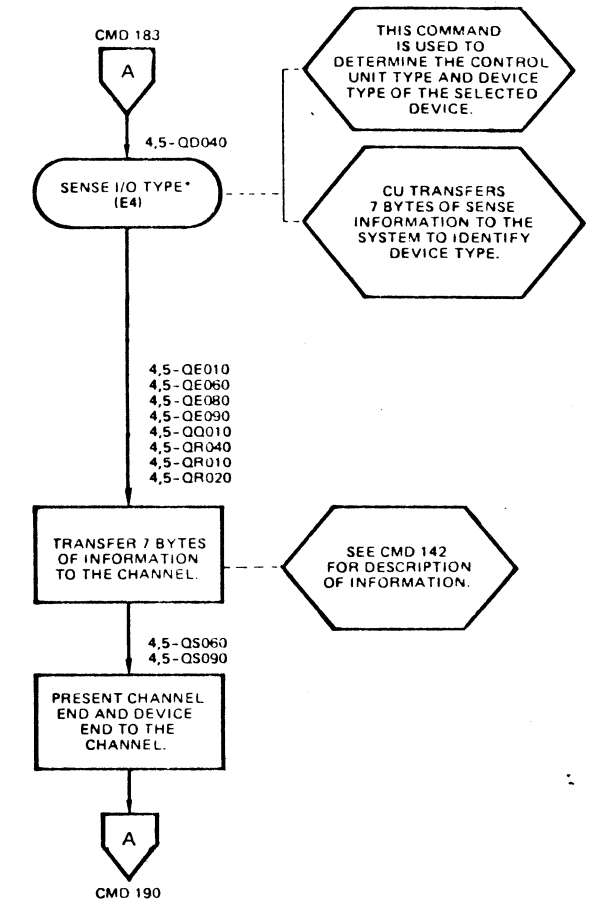 CMD 183
A
4,5-QD040
SENSE I/O TYPE*
(E4)
THIS COMMAND
IS USED TO
DETERMINE THE CONTROL
UNIT TYPE AND DEVICE
TYPE OF THE SELECTED
DEVICE.
CU TRANSFERS
7 BYTES OF SENSE
INFORMATION TO THE
SYSTEM TO IDENTIFY
DEVICE TYPE.
4,5-QE010
4,5-QE060
4,5-QE080
4,5-QE090
4,5-QQ010
4,5-QR040
4,5-QR010
4,5-QR020
TRANSFER 7 BYTES
OF INFORMATION
TO THE CHANNEL.
SEE CMD 142
FOR DESCRIPTION
OF INFORMATION.
4,5-QS060
4,5-QS090
PRESENT CHANNEL
END AND DEVICE
END TO THE
CHANNEL.
A
CMD 190